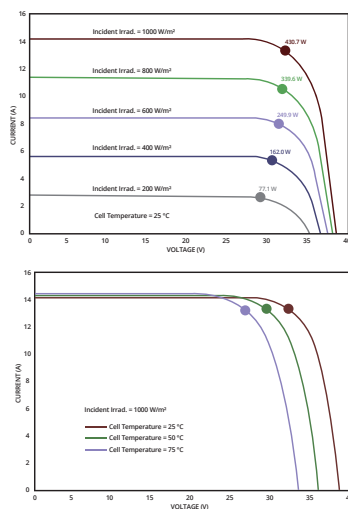 16
14
12
10
8
6
4
2
0
CURRENT (A)
Incident Irrad. = 1000 W/m²
430.7 W
Incident Irrad. = 800 W/m²
339.6 W
Incident Irrad. = 600 W/m²
249.9 W
Incident Irrad. = 400 W/m²
162.0 W
Incident Irrad. = 200 W/m²
77.1 W
Cell Temperature = 25 °C
0 5 10 15 20 25 30 35 40
VOLTAGE (V)
16
14
12
10
8
6
4
2
0
CURRENT (A)
Incident Irrad. = 1000 W/m²
Cell Temperature = 25 °C
Cell Temperature = 50 °C
Cell Temperature = 75 °C
0 5 10 15 20 25 30 35
VOLTAGE (V)